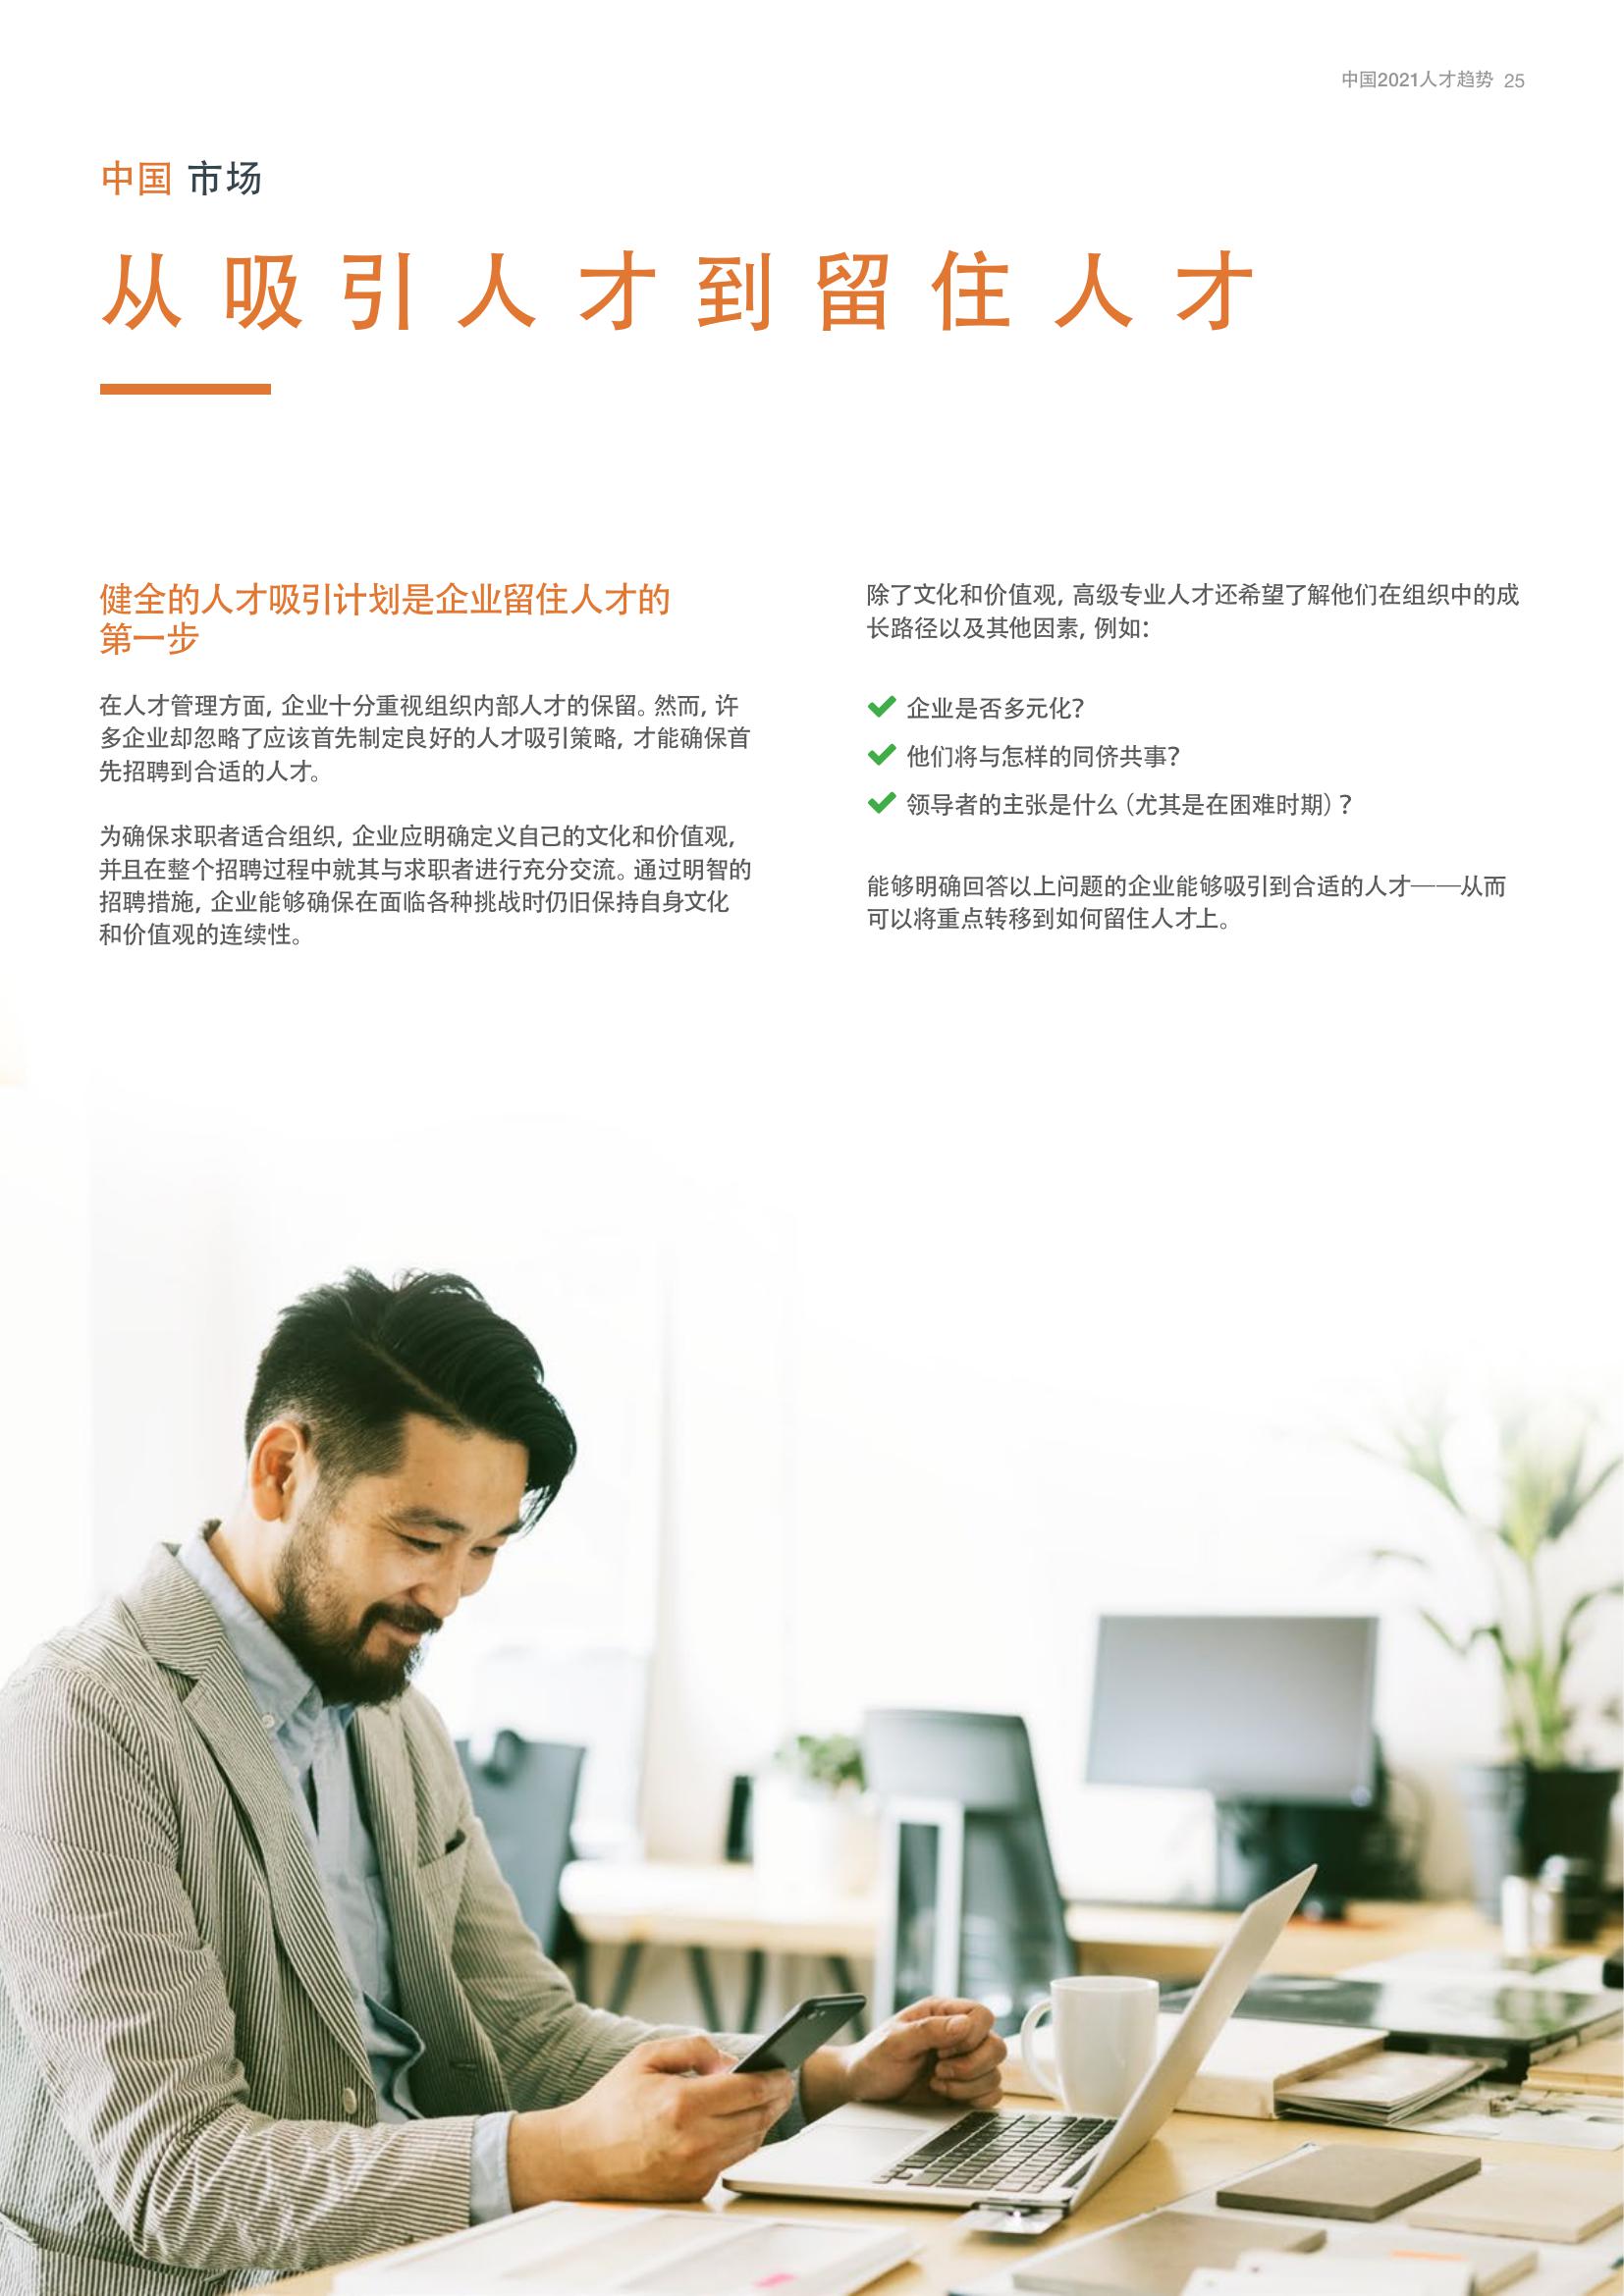 中国2021人才趋势 25
中国 市场
从吸引人才到留住人才
健全的人才吸引计划是企业留住人才的
第一步
在人才管理方面, 企业十分重视组织内部人才的保留。然而, 许
多企业却忽略了应该首先制定良好的人才吸引策略, 才能确保首
先招聘到合适的人才。
为确保求职者适合组织, 企业应明确定义自己的文化和价值观,
并且在整个招聘过程中就其与求职者进行充分交流。通过明智的
招聘措施, 企业能够确保在面临各种挑战时仍旧保持自身文化
和价值观的连续性。
除了文化和价值观, 高级专业人才还希望了解他们在组织中的成
长路径以及其他因素, 例如:
企业是否多元化?
他们将与怎样的同侪共事?
领导者的主张是什么（尤其是在困难时期）?
能够明确回答以上问题的企业能够吸引到合适的人才——从而
可以将重点转移到如何留住人才上。